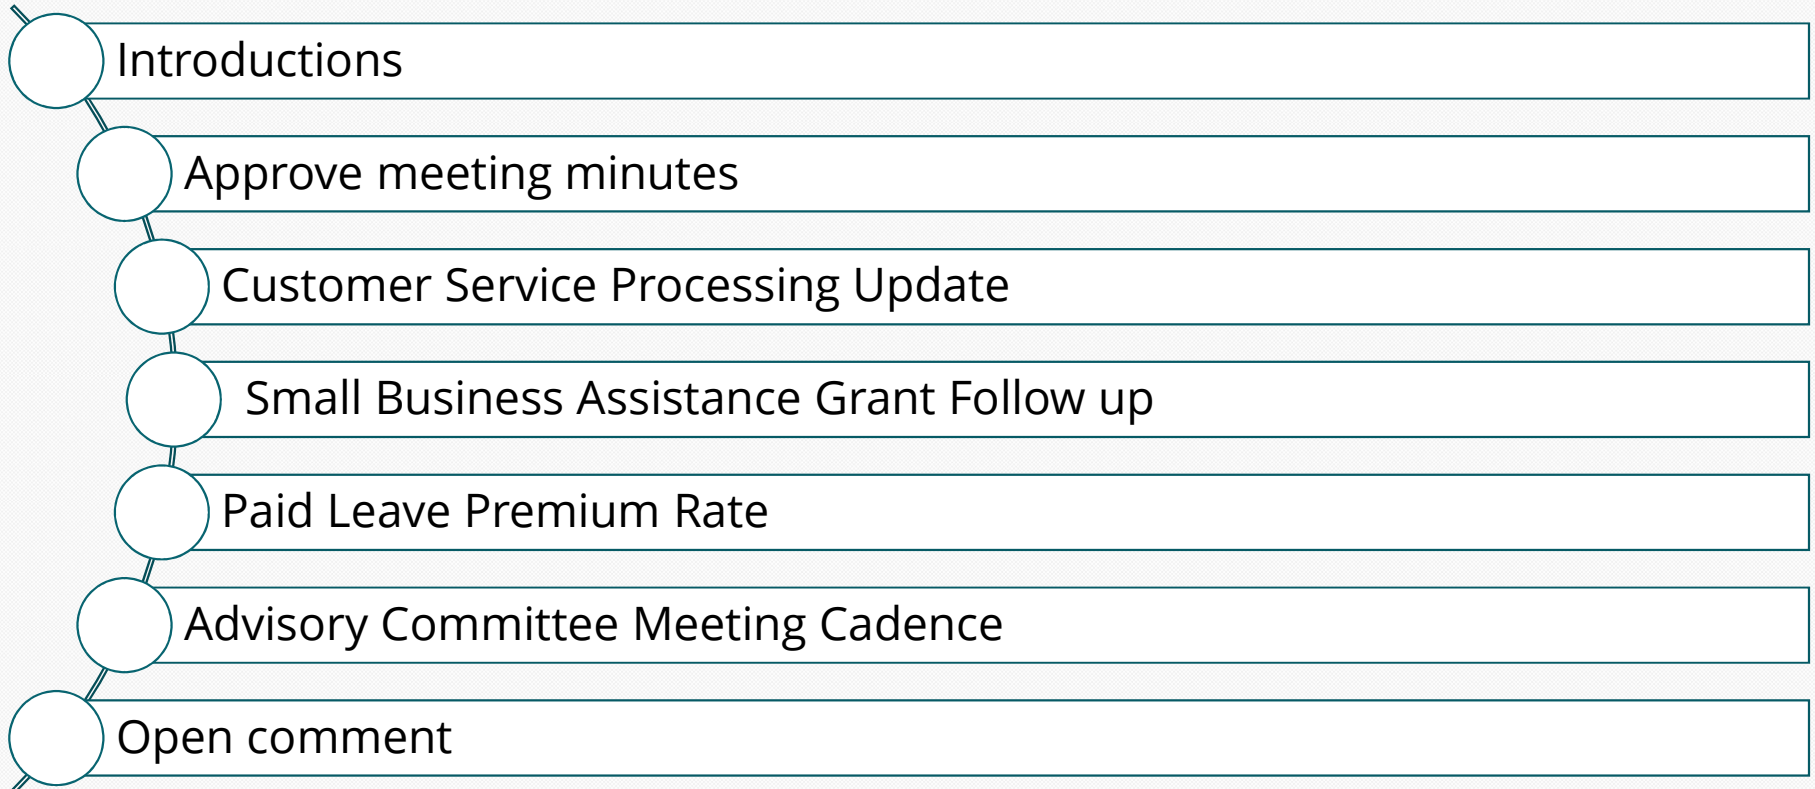 Introductions
Approve meeting minutes
Customer Service Processing Update
Small Business Assistance Grant Follow up
Paid Leave Premium Rate
Advisory Committee Meeting Cadence
Open comment